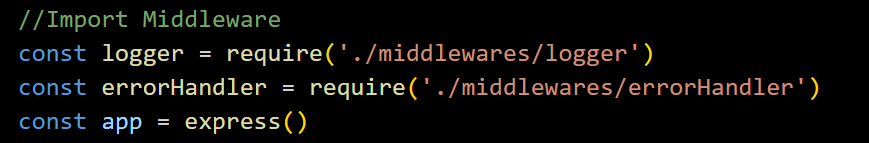 //Import Middleware
const logger = require('./middlewares/logger')
const errorHandler = require('./middlewares/errorHandler')
const app = express()